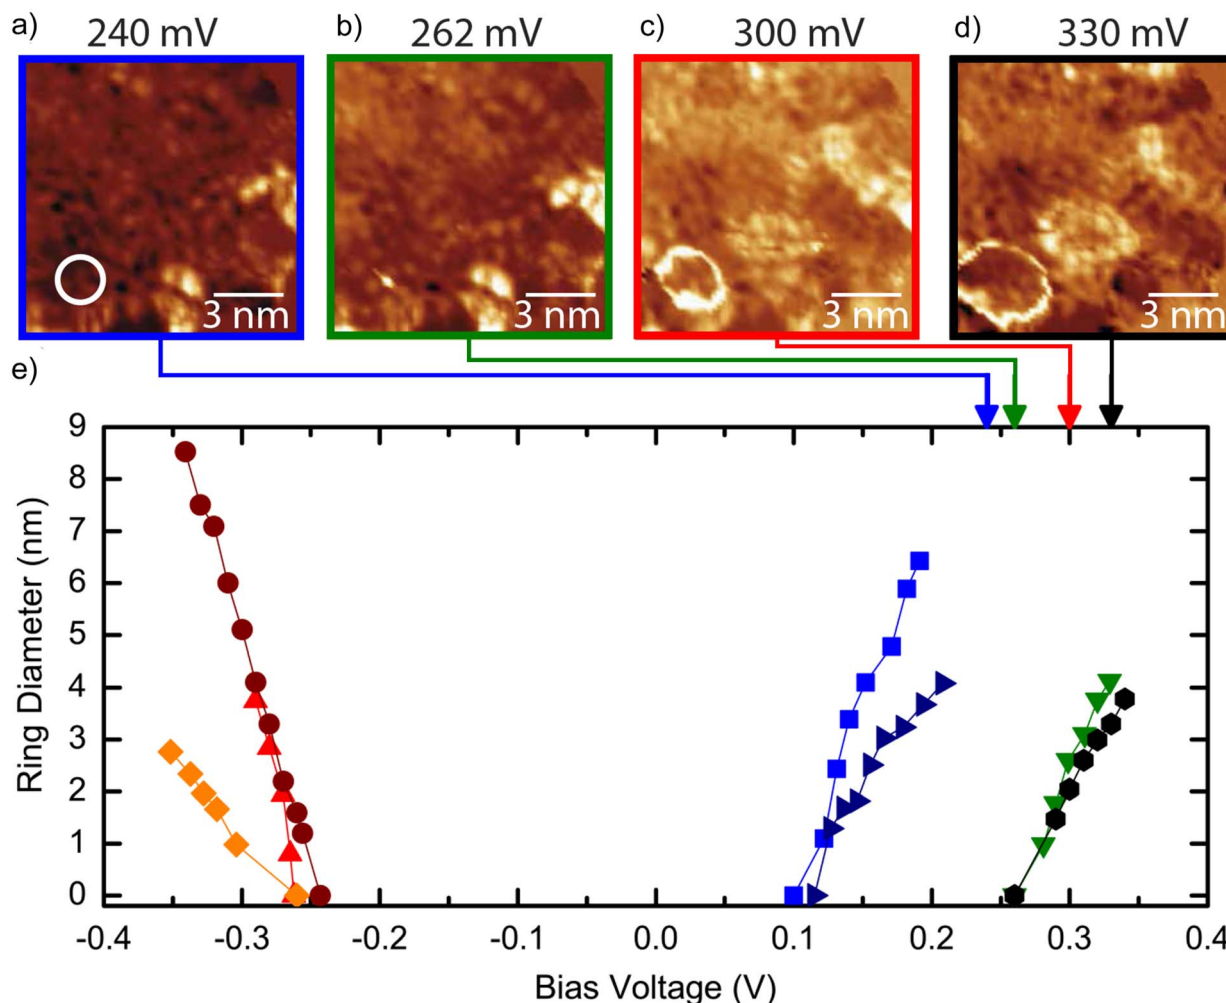 a) 240 mV
b) 262 mV
c) 300 mV
d) 330 mV
3 nm
3 nm
3 nm
3 nm
e)
9
8
7
6
5
4
3
2
1
0
Ring Diameter (nm)
-0.4 -0.3 -0.2 -0.1 0.0 0.1 0.2 0.3 0.4
Bias Voltage (V)